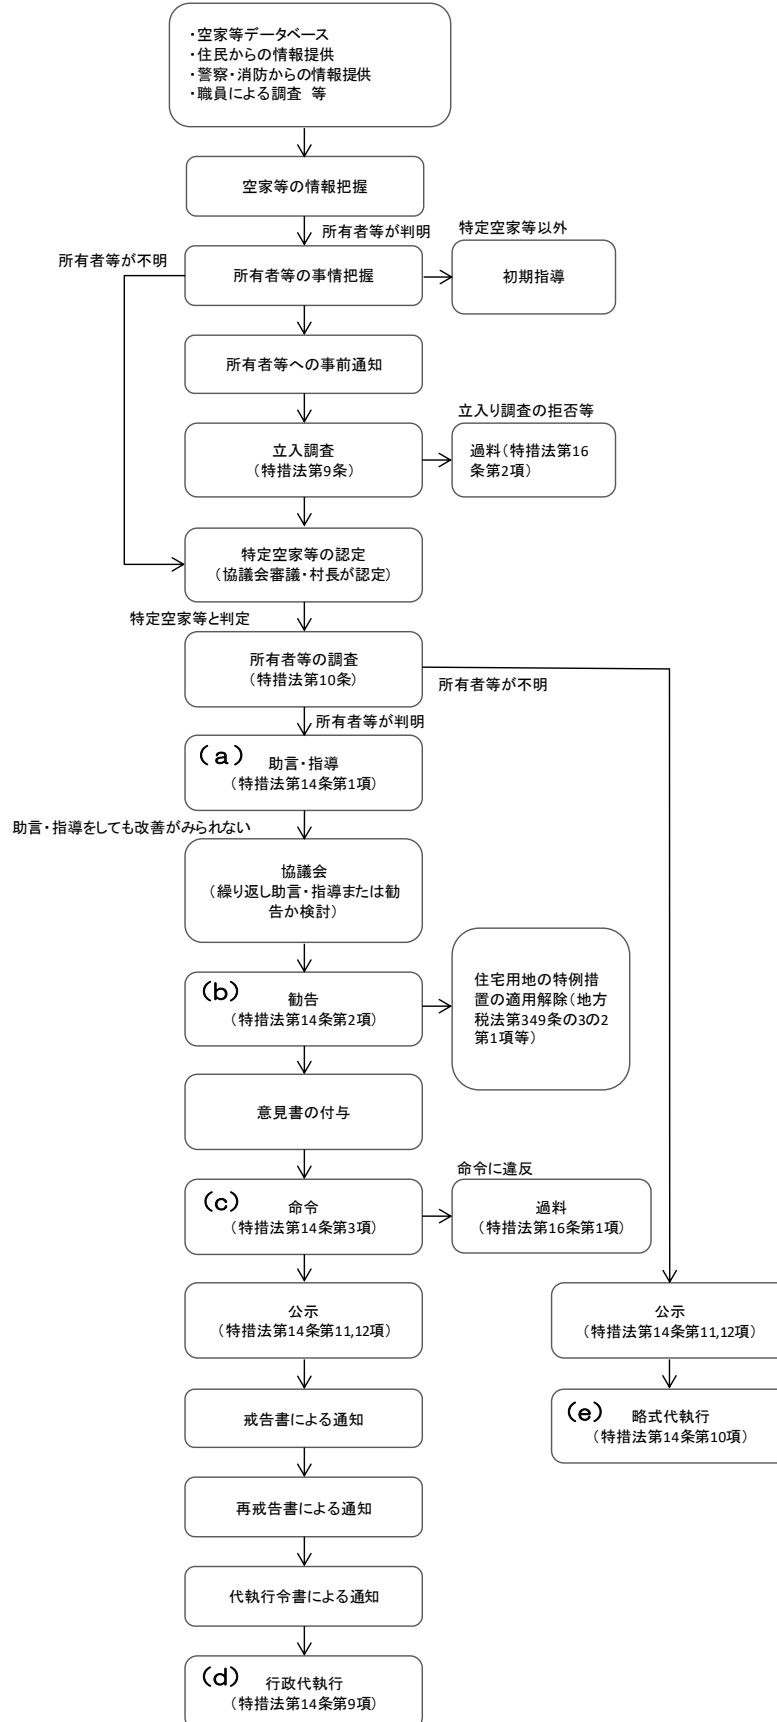 ・空家等データベース
・住民からの情報提供
・警察・消防からの情報提供
・職員による調査　等
空家等の情報把握
所有者等が判明
特定空家等以外
所有者等が不明
所有者等の事情把握
初期指導
所有者等への事前通知
立入り調査の拒否等
立入調査
（特措法第9条）
過料（特措法第16
条第2項）
特定空家等の認定
（協議会審議・村長が認定）
特定空家等と判定
所有者等の調査
（特措法第10条）
所有者等が不明
所有者等が判明
（a）
助言・指導
（特措法第14条第1項）
助言・指導をしても改善がみられない
協議会
（繰り返し助言・指導または勧
告か検討）
（b）
勧告
（特措法第14条第2項）
住宅用地の特例措
置の適用解除（地方
税法第349条の3の2
第1項等）
意見書の付与
命令に違反
（c）
命令
（特措法第14条第3項）
過料
（特措法第16条第1項）
公示
（特措法第14条第11,12項）
公示
（特措法第14条第11,12項）
戒告書による通知
（e）
略式代執行
（特措法第14条第10項）
再戒告書による通知
代執行令書による通知
（d）
行政代執行
（特措法第14条第9項）